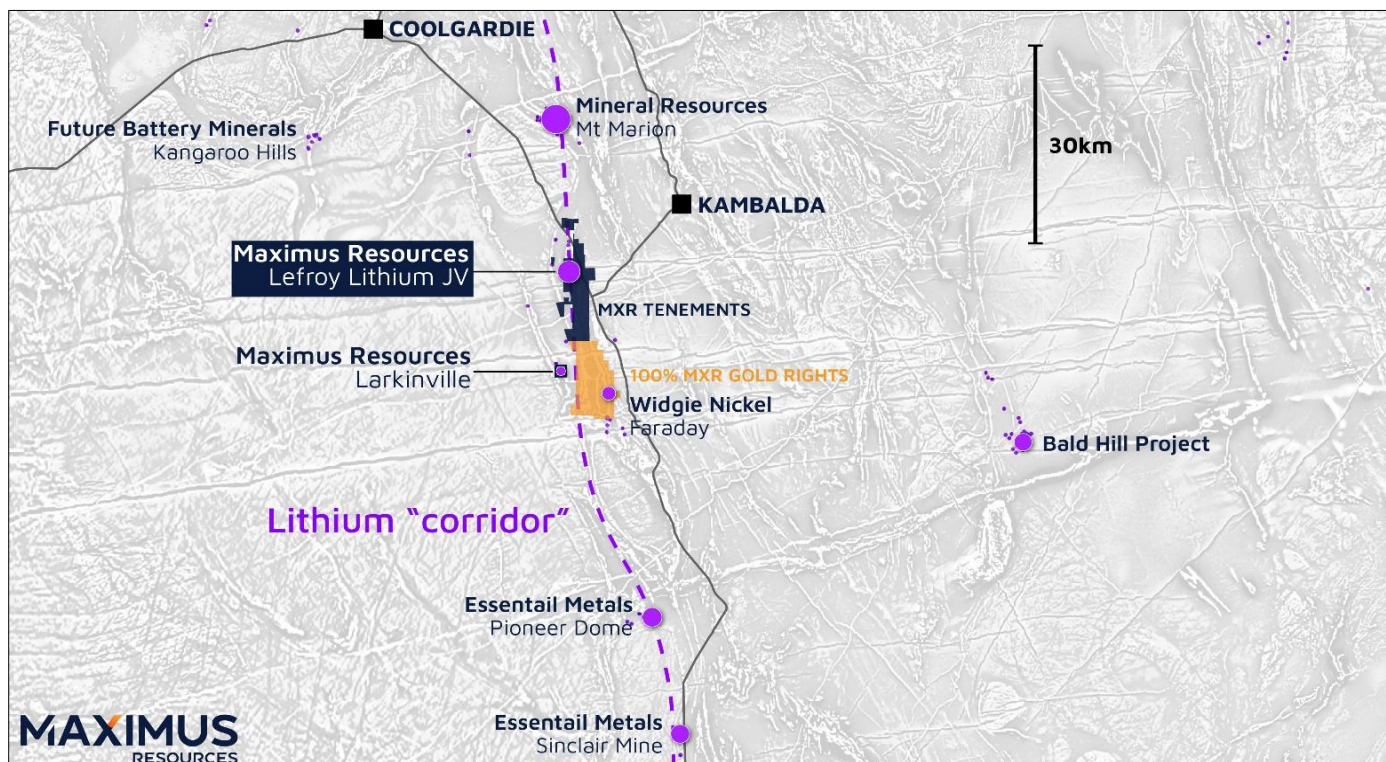 COOLGARDIE
Mineral Resources
Mt Marion
Future Battery Minerals
Kangaroo Hills
30km
KAMBALDA
Maximus Resources
Lefroy Lithium JV
MXR TENEMENTS
Maximus Resources
Larkinville
100% MXR GOLD RIGHTS
Widgie Nickel
Faraday
Bald Hill Project
Lithium “corridor”
Essentail Metals
Pioneer Dome
Essentail Metals
Sinclair Mine
MAXIMUS
RESOURCES